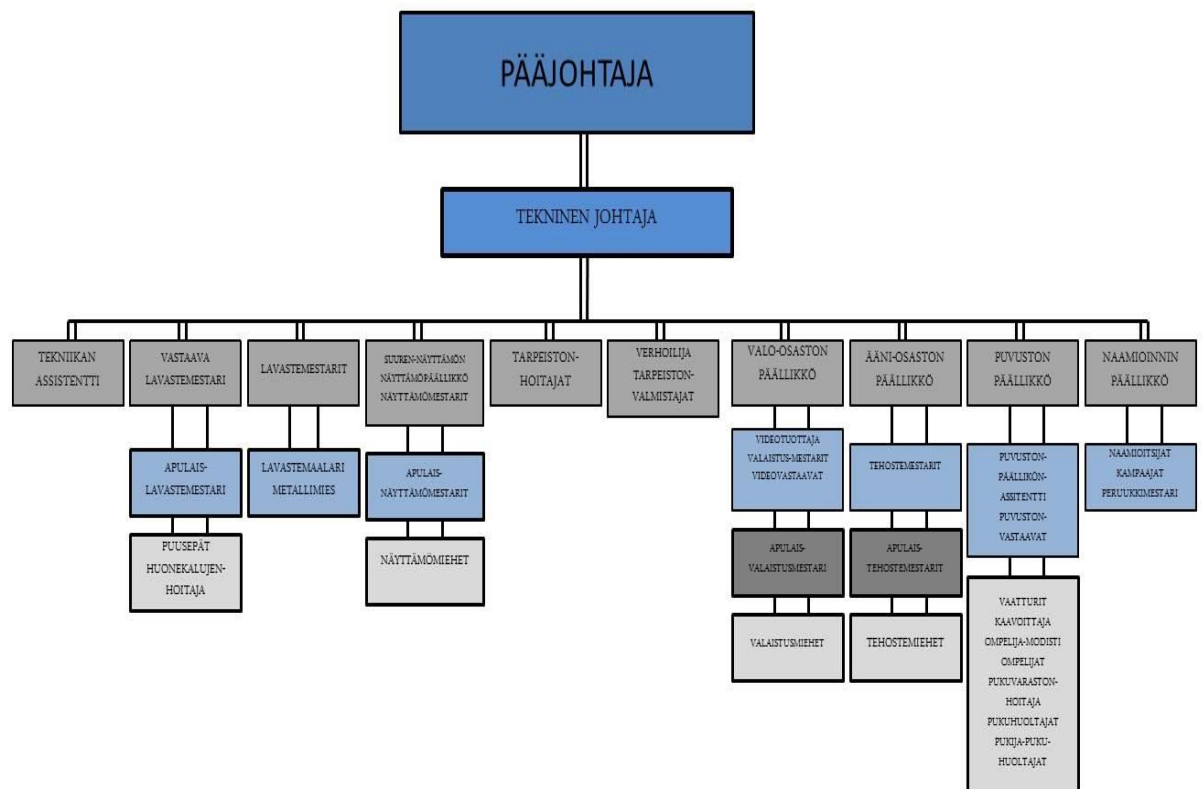 PÄÄJOHTAJA
TEKNINEN JOHTAJA
TEKNIIKAN
ASSISTENTTI
VASTAAVA
LAVASTEMESTARI
LAVASTEMESTARIT
SUUREN-NÄYTTÄMÖN
NÄYTTÄMÖPÄÄLLIKKÖ
NÄYTTÄMÖMESTARIT
TARPEISTON-
HOITAJAT
VERHOILIJA
TARPEISTON-
VALMISTAJAT
VALO-OSASTON
PÄÄLLIKKÖ
ÄÄNI-OSASTON
PÄÄLLIKKÖ
PUVUSTON
PÄÄLLIKKÖ
NAAMIOINNIN
PÄÄLLIKKÖ
APULAIS-
LAVASTEMESTARI
LAVASTEMAALARI
METALLIMIES
APULAIS-
NÄYTTÄMÖMESTARIT
VIDEOTUOTTAJA
VALAISTUS-MESTARIT
VIDEOVASTAAVAT
TEHOSTEMESTARIT
PUVUSTON-
PÄÄLLIKÖN-
ASSITENTTI
PUVUSTON-
VASTAAVAT
NAAMIOITSIJAT
KAMPAAJAT
PERUUKKIMESTARI
PUUSEPÄT
HUONEKALUJEN-
HOITAJA
NÄYTTÄMÖMIEHET
APULAIS-
VALAISTUSMESTARI
APULAIS-
TEHOSTEMESTARIT
VALAISTUSMIEHET
TEHOSTEMIEHET
VAATTURIT
KAAVOITTAJA
OMPELIJA-MODISTI
OMPELIJAT
PUKUVARASTON-
HOITAJA
PUKUHUOLTAJAT
PUKIJA-PUKU-
HUOLTAJAT